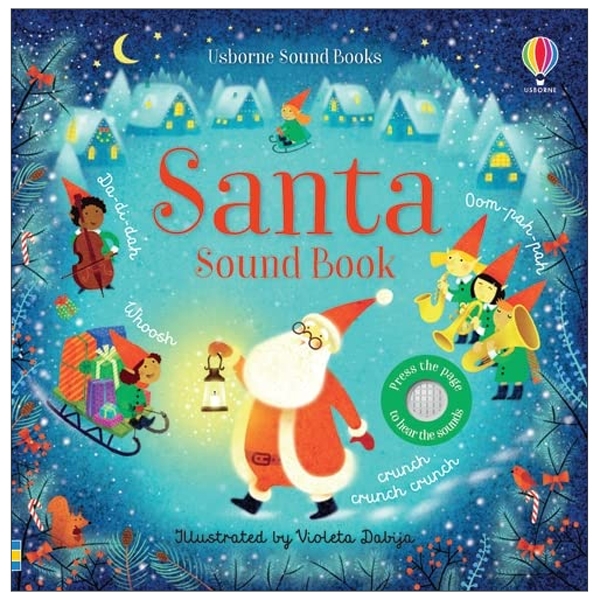 Usborne Sound Books
USBORNE
Santa
Sound Book
Da-di-dah
Oom-pah-pah
Whoosh
Press the page
to hear the sounds
crunch
crunch crunch
Illustrated by Violeta Dabija